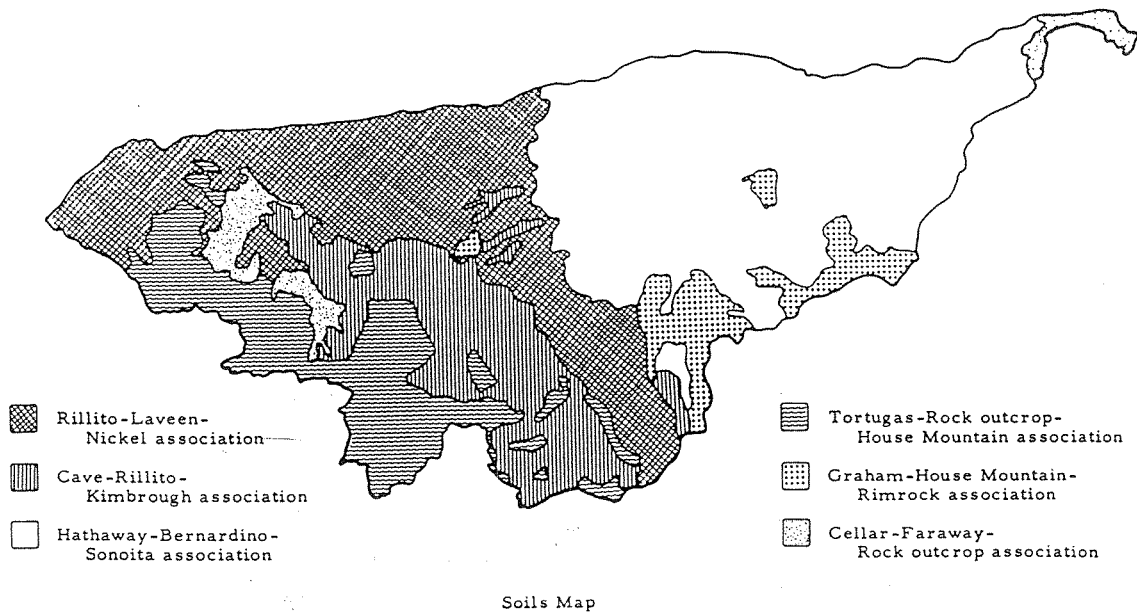 Rillito-Laveen-
Nickel association
Cave-Rillito-
Kimbrough association
Hathaway-Bernardino-
Sonoita association
Tortugas-Rock outcrop-
House Mountain association
Graham-House Mountain-
Rimrock association
Cellar-Faraway-
Rock outcrop association
Soils Map